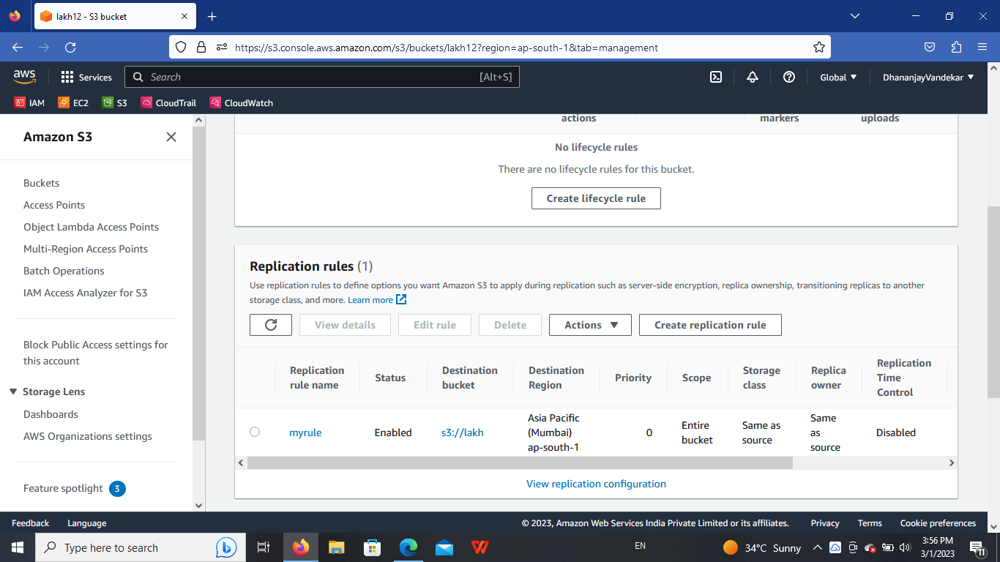 lakh12 - S3 bucket
https://s3.console.aws.amazon.com/s3/buckets/lakh12?region=ap-south-1&tab=management
aws
Services
Search
[Alt+S]
Global
DhananjayVandekar
IAM
EC2
S3
CloudTrail
CloudWatch
Amazon S3
Buckets
Access Points
Object Lambda Access Points
Multi-Region Access Points
Batch Operations
IAM Access Analyzer for S3
Block Public Access settings for
this account
Storage Lens
Dashboards
AWS Organizations settings
Feature spotlight 3
actions
markers
uploads
No lifecycle rules
There are no lifecycle rules for this bucket.
Create lifecycle rule
Replication rules (1)
Use replication rules to define options you want Amazon S3 to apply during replication such as server-side encryption, replica ownership, transitioning replicas to another
storage class, and more. Learn more
View details
Edit rule
Delete
Actions
Create replication rule
Replication
rule name
Status
Destination
bucket
Destination
Region
Priority
Scope
Storage
class
Replica
owner
Replication
Time
Control
myrule
Enabled
s3://lakh
Asia Pacific
(Mumbai)
ap-south-1
0
Entire
bucket
Same as
source
Same
as
source
Disabled
View replication configuration
Feedback
Language
© 2023, Amazon Web Services India Private Limited or its affiliates.
Privacy
Terms
Cookie preferences
Type here to search
EN
34°C Sunny
3:56 PM
3/1/2023
11